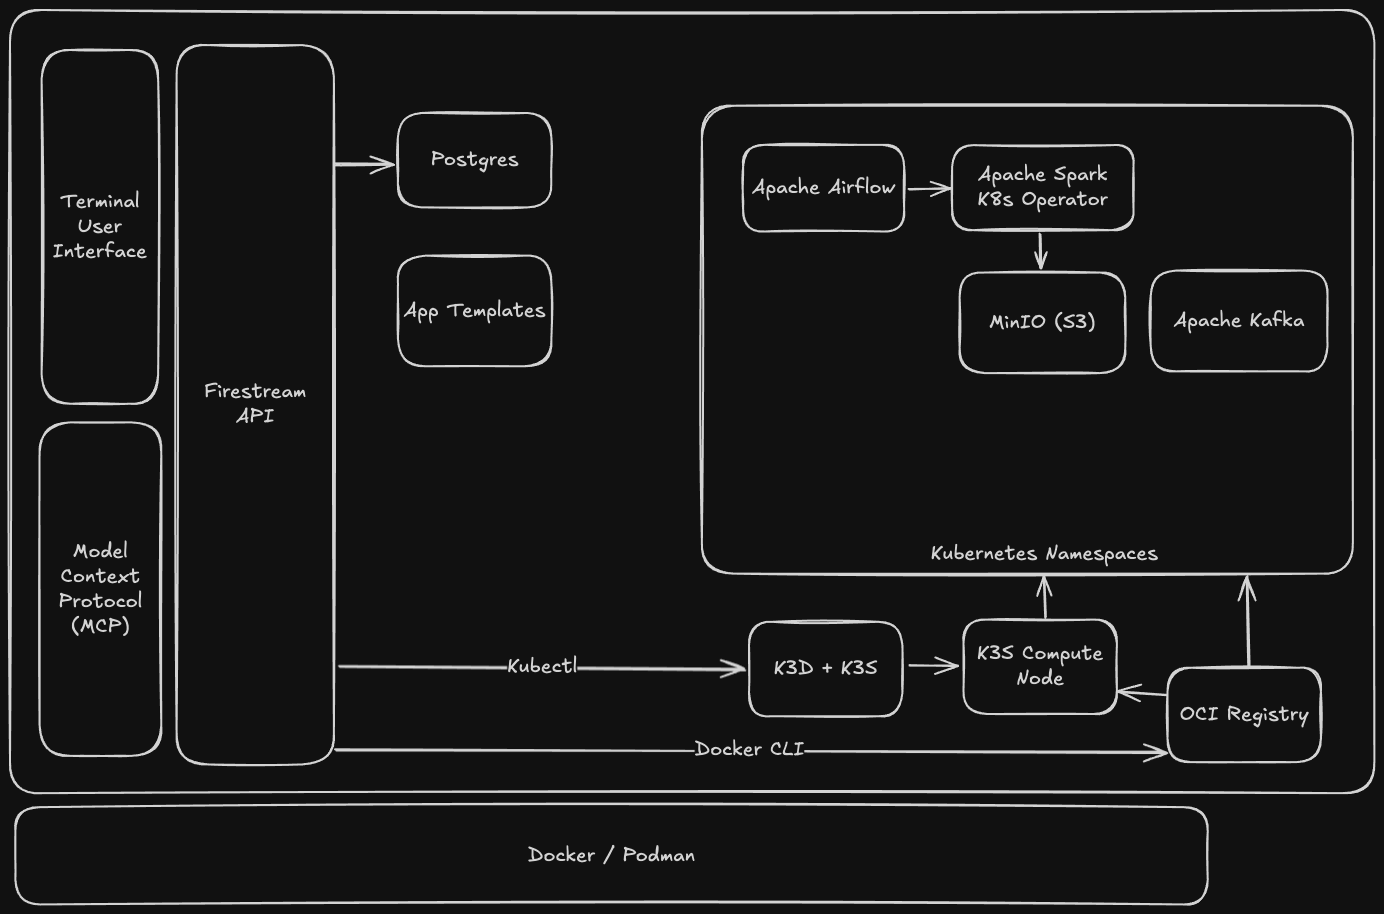 Terminal
User
Interface
Model
Context
Protocol
(MCP)
Firestream
API
Postgres
App Templates
Apache Airflow
Apache Spark
K8s Operator
MinIO (S3)
Apache Kafka
Kubernetes Namespaces
Kubectl
K3D + K3S
K3S Compute
Node
OCI Registry
Docker CLI
Docker / Podman